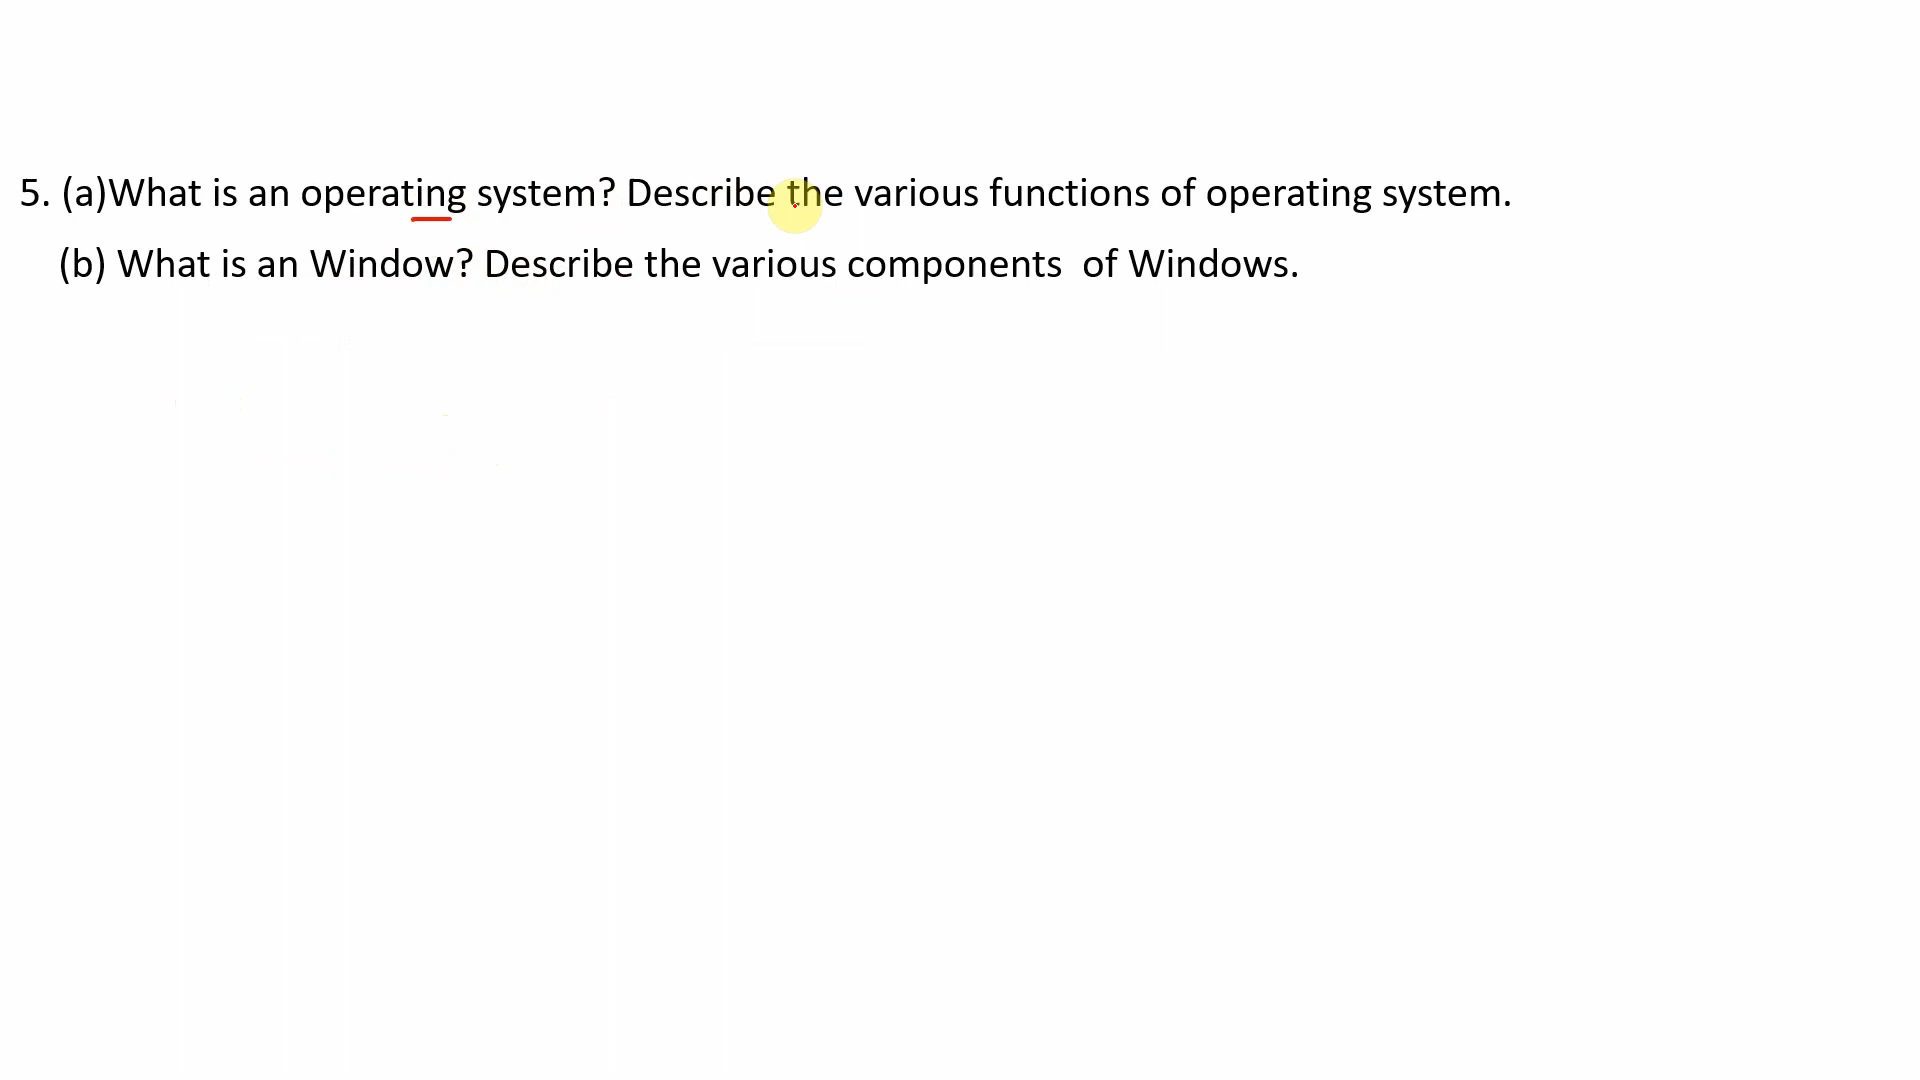 5. (a)What is an operating system? Describe the various functions of operating system.
(b) What is an Window? Describe the various components  of Windows.